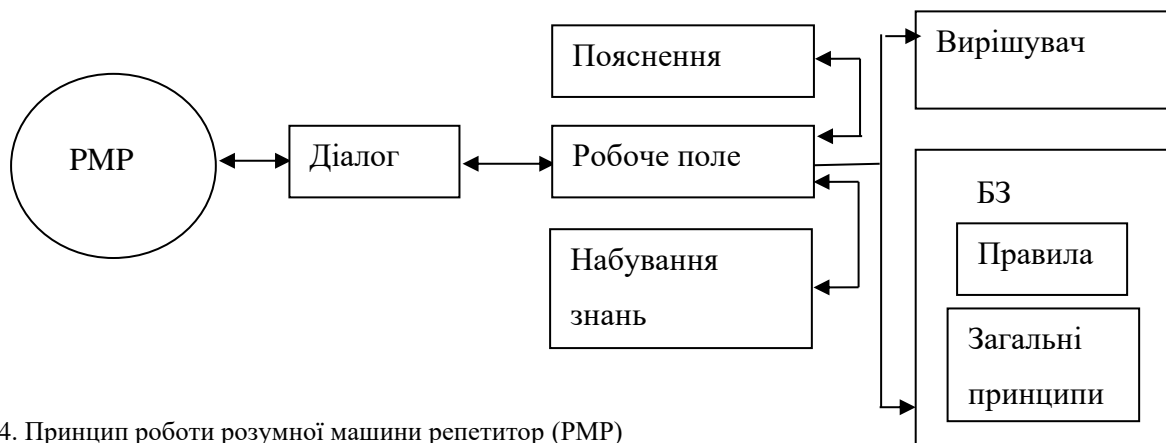 РМР
Діалог
Пояснення
Робоче поле
Набування
знань
Вирішувач
БЗ
Правила
Загальні
принципи
4. Принцип роботи розумної машини репетитор (РМР)